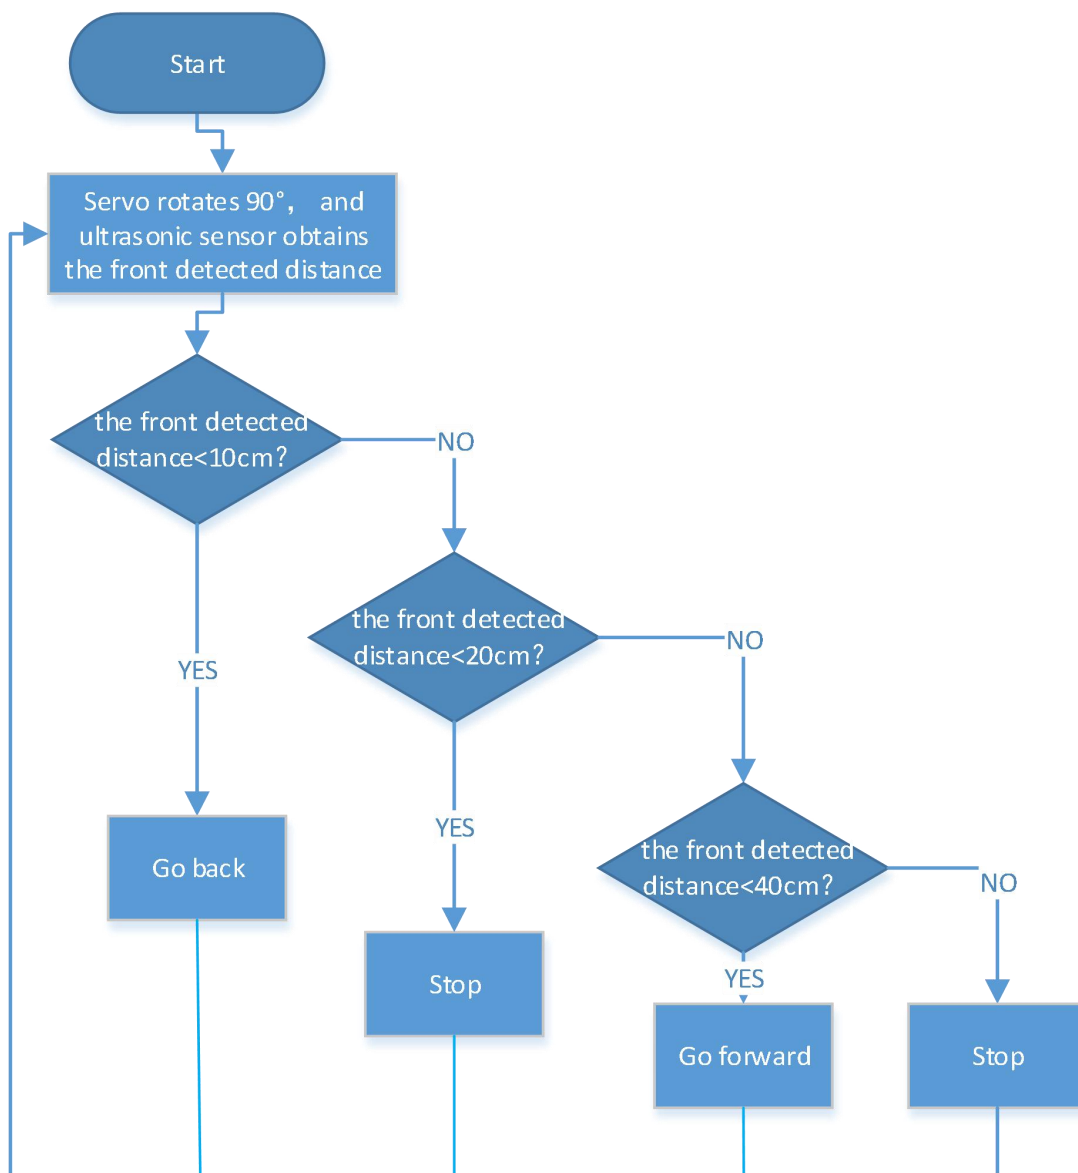 Start
Servo rotates 90°， and
ultrasonic sensor obtains
the front detected distance
the front detected
distance<10cm?
NO
the front detected
distance<20cm?
NO
YES
YES
the front detected
distance<40cm?
Go back
NO
Stop
YES
Go forward
Stop